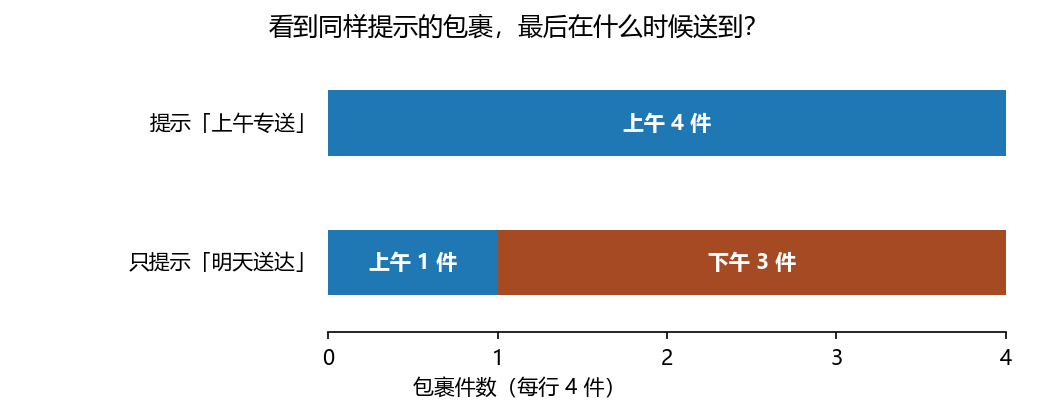 看到同样提示的包裹，最后在什么时候送到？
提示「上午专送」
上午 4 件
只提示「明天送达」
上午 1 件
下午 3 件
0 1 2 3 4
包裹件数（每行 4 件）